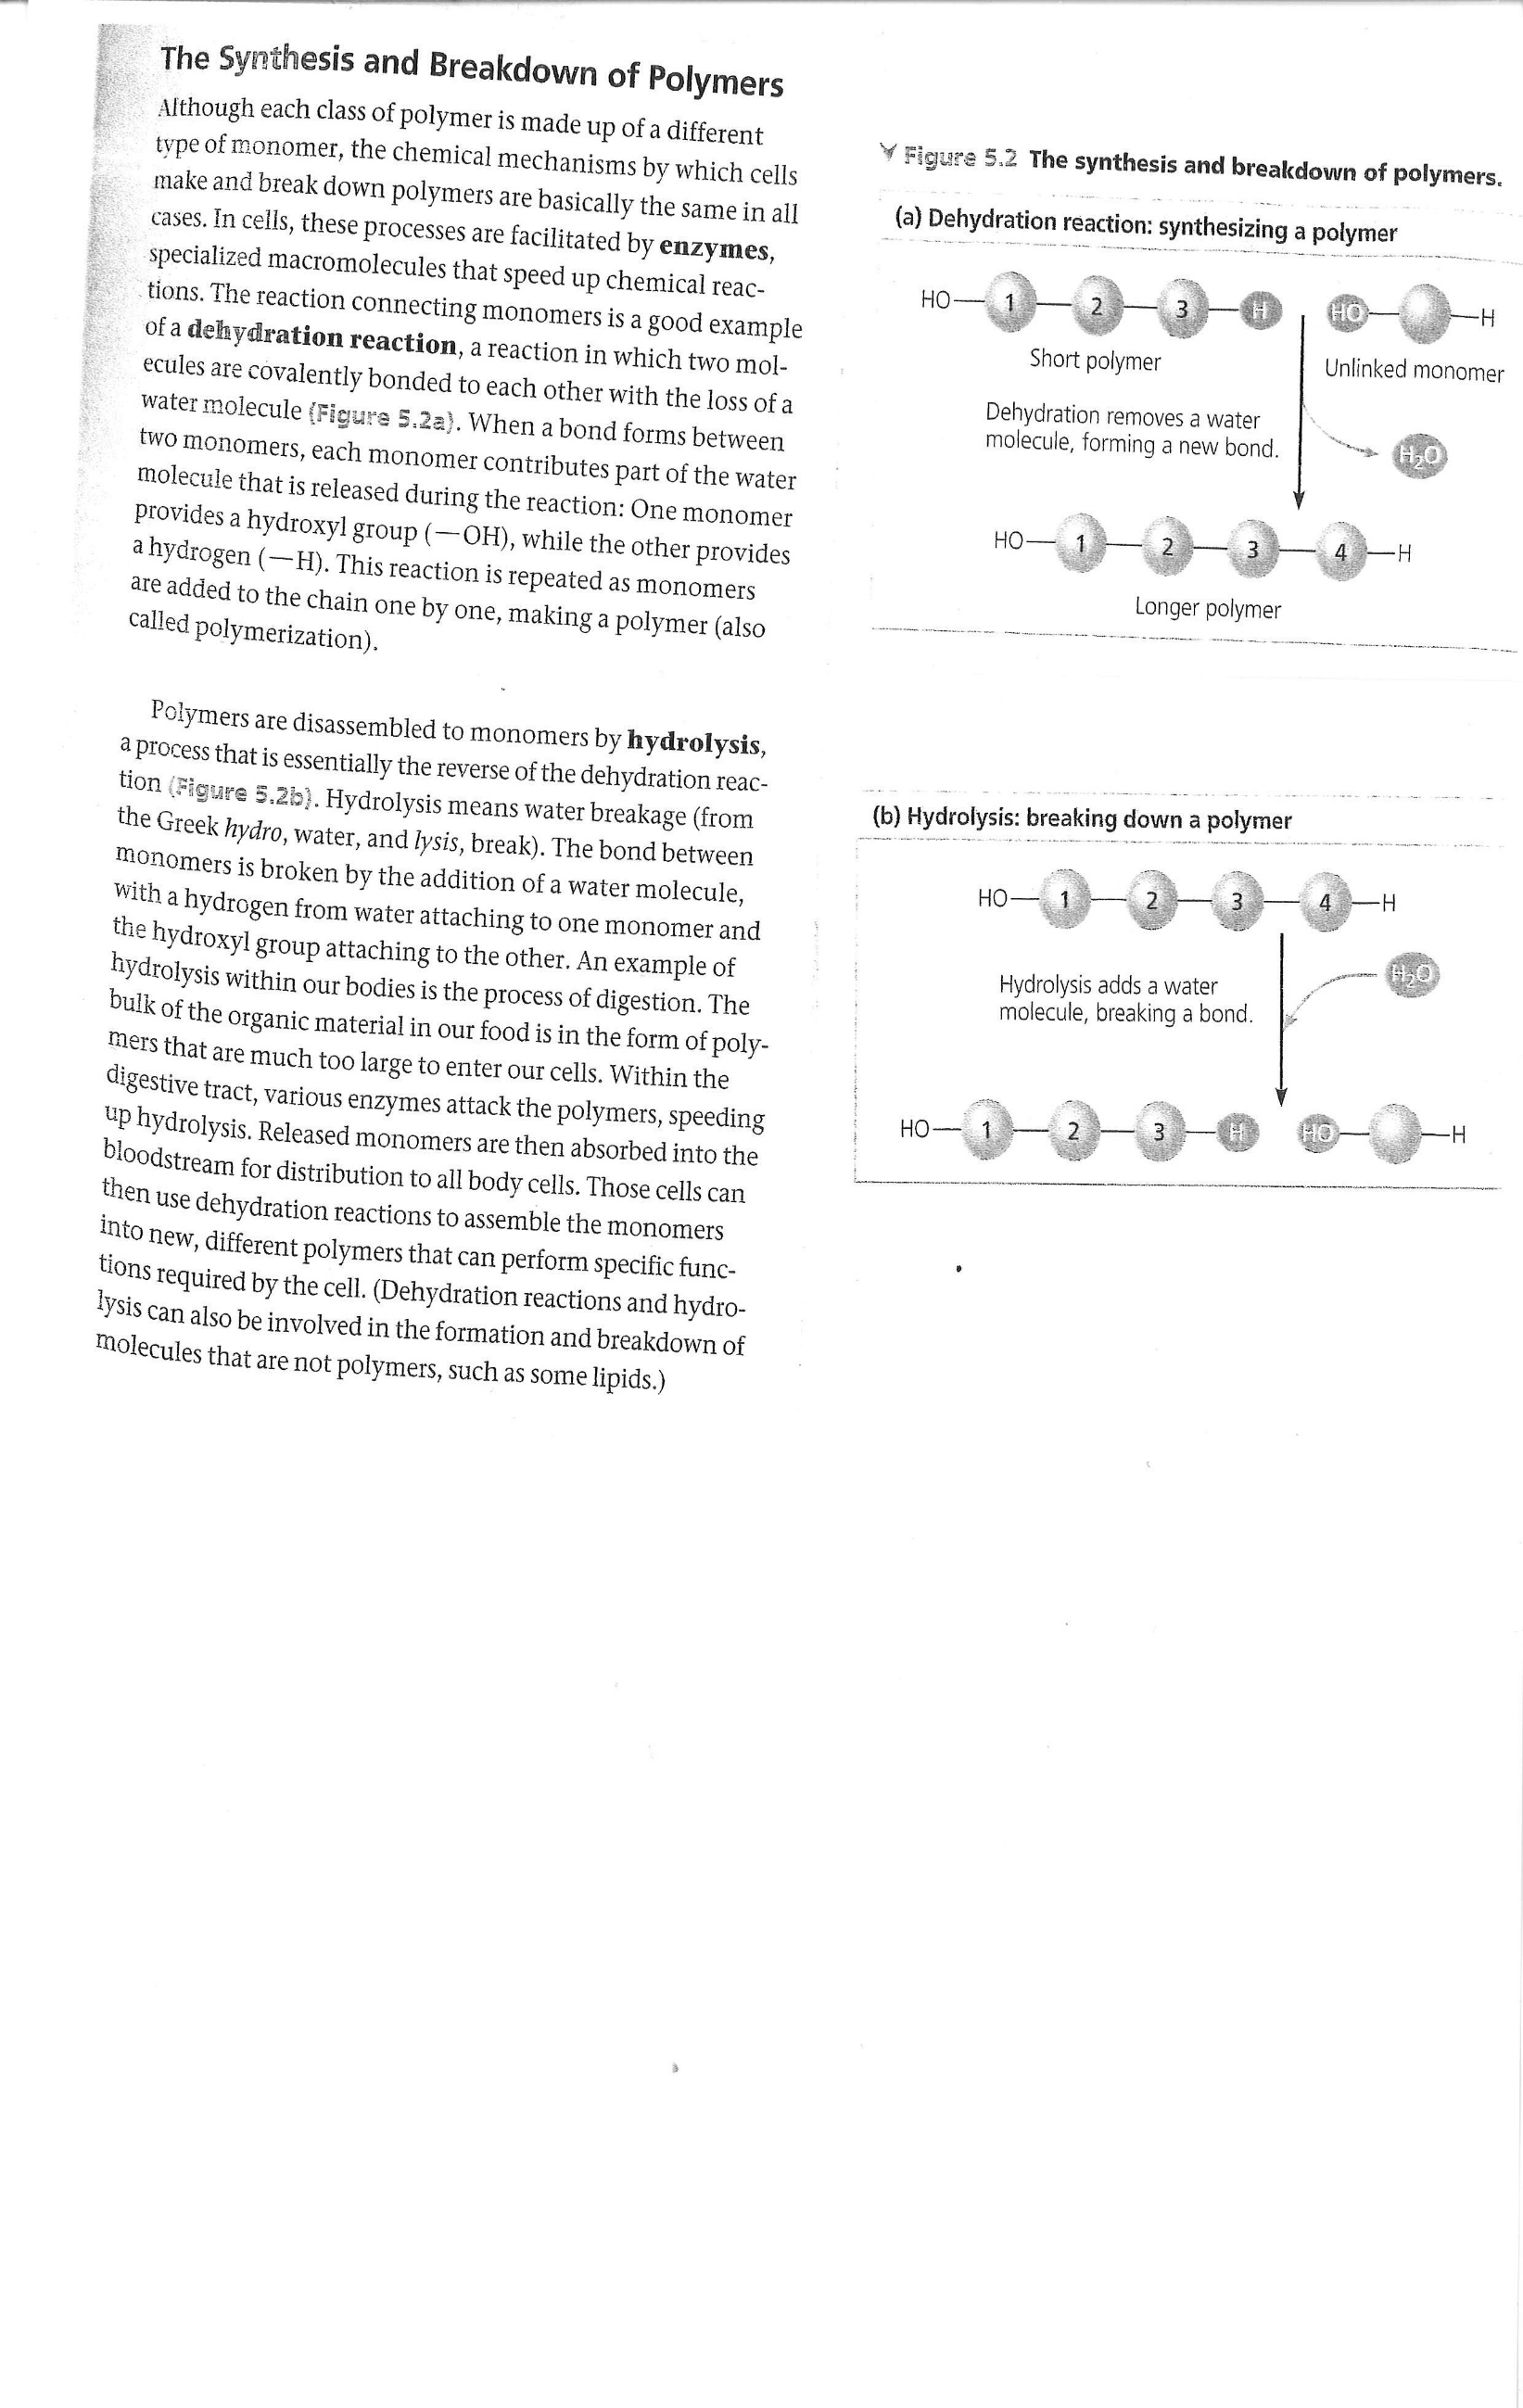 The Synthesis and Breakdown of Polymers
Although each class of polymer is made up of a different
type of monomer, the chemical mechanisms by which cells
make and break down polymers are basically the same in all
cases. In cells, these processes are facilitated by enzymes,
specialized macromolecules that speed up chemical reac-
tions. The reaction connecting monomers is a good example
of a dehydration reaction, a reaction in which two mol-
ecules are covalently bonded to each other with the loss of a
water molecule (Figure 5.2a). When a bond forms between
two monomers, each monomer contributes part of the water
molecule that is released during the reaction: One monomer
provides a hydroxyl group (—OH), while the other provides
a hydrogen (—H). This reaction is repeated as monomers
are added to the chain one by one, making a polymer (also
called polymerization).
Polymers are disassembled to monomers by hydrolysis,
a process that is essentially the reverse of the dehydration reac-
tion (Figure 5.2b). Hydrolysis means water breakage (from
the Greek hydro, water, and lysis, break). The bond between
monomers is broken by the addition of a water molecule,
with a hydrogen from water attaching to one monomer and
the hydroxyl group attaching to the other. An example of
hydrolysis within our bodies is the process of digestion. The
bulk of the organic material in our food is in the form of poly-
mers that are much too large to enter our cells. Within the
digestive tract, various enzymes attack the polymers, speeding
up hydrolysis. Released monomers are then absorbed into the
bloodstream for distribution to all body cells. Those cells can
then use dehydration reactions to assemble the monomers
into new, different polymers that can perform specific func-
tions required by the cell. (Dehydration reactions and hydro-
lysis can also be involved in the formation and breakdown of
molecules that are not polymers, such as some lipids.)
Figure 5.2 The synthesis and breakdown of polymers.
(a) Dehydration reaction: synthesizing a polymer
HO 1 2 3 H HO H
Short polymer Unlinked monomer
Dehydration removes a water
molecule, forming a new bond.
H₂O
HO 1 2 3 4 H
Longer polymer
(b) Hydrolysis: breaking down a polymer
HO 1 2 3 4 H
H₂O
Hydrolysis adds a water
molecule, breaking a bond.
HO 1 2 3 H HO H